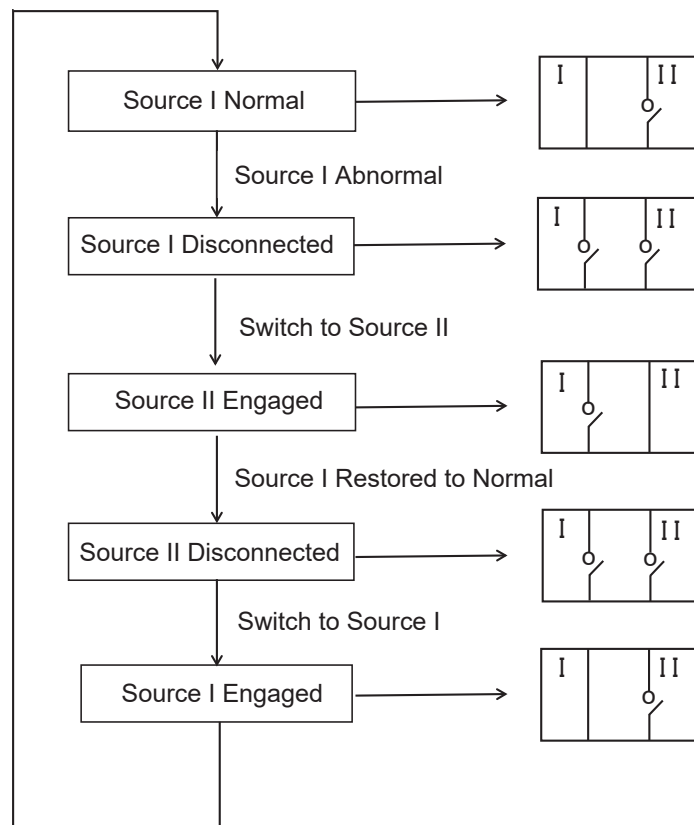 Source I Normal
I II
Source I Abnormal
Source I Disconnected
I II
Switch to Source II
Source II Engaged
I II
Source I Restored to Normal
Source II Disconnected
I II
Switch to Source I
Source I Engaged
I II